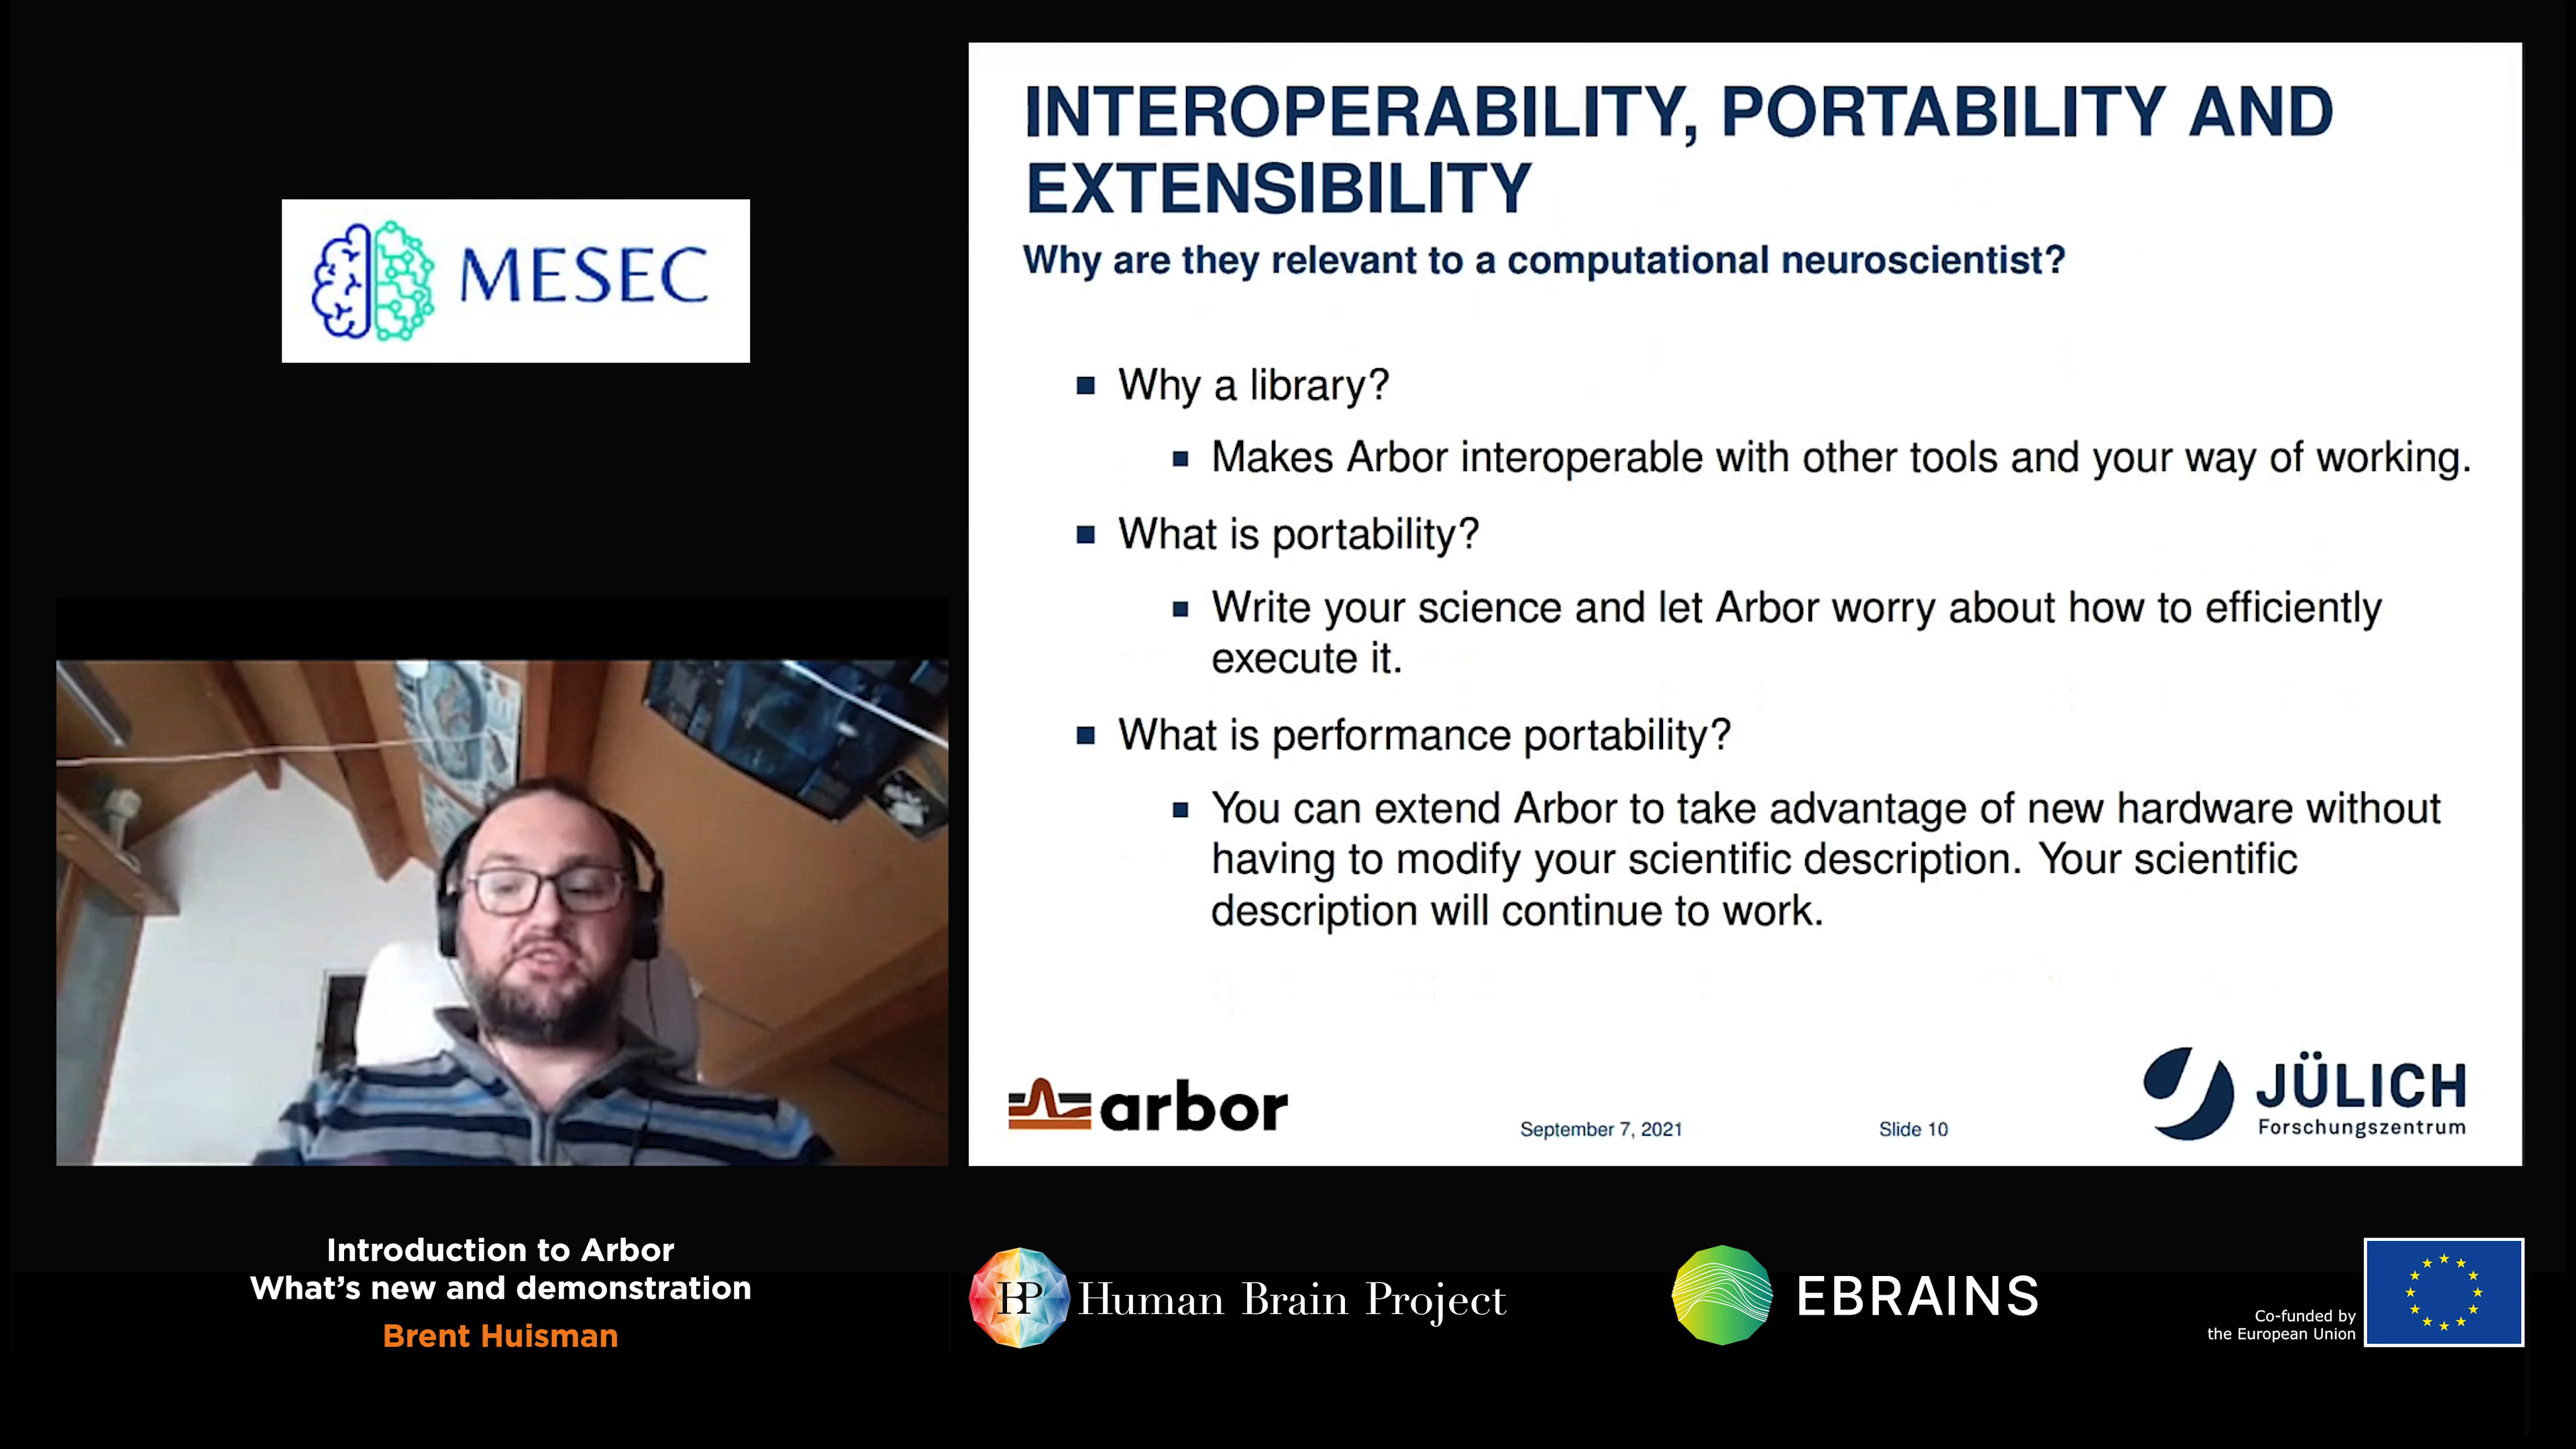 MESEC
INTEROPERABILITY, PORTABILITY AND
EXTENSIBILITY
Why are they relevant to a computational neuroscientist?
Why a library?
Makes Arbor interoperable with other tools and your way of working.
What is portability?
Write your science and let Arbor worry about how to efficiently
execute it.
What is performance portability?
You can extend Arbor to take advantage of new hardware without
having to modify your scientific description. Your scientific
description will continue to work.
arbor
September 7, 2021
Slide 10
JÜLICH
Forschungszentrum
Introduction to Arbor
What's new and demonstration
Brent Huisman
HBP Human Brain Project
EBRAINS
Co-funded by
the European Union